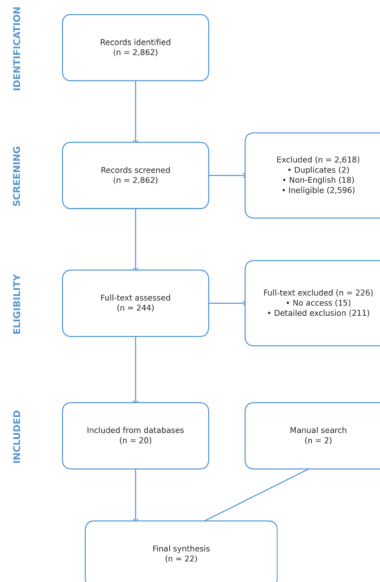 IDENTIFICATION
Records identified
(n = 2,862)
SCREENING
Records screened
(n = 2,862)
Excluded (n = 2,618)
• Duplicates (2)
• Non-English (18)
• Ineligible (2,596)
ELIGIBILITY
Full-text assessed
(n = 244)
Full-text excluded (n = 226)
• No access (15)
• Detailed exclusion (211)
INCLUDED
Included from databases
(n = 20)
Manual search
(n = 2)
Final synthesis
(n = 22)